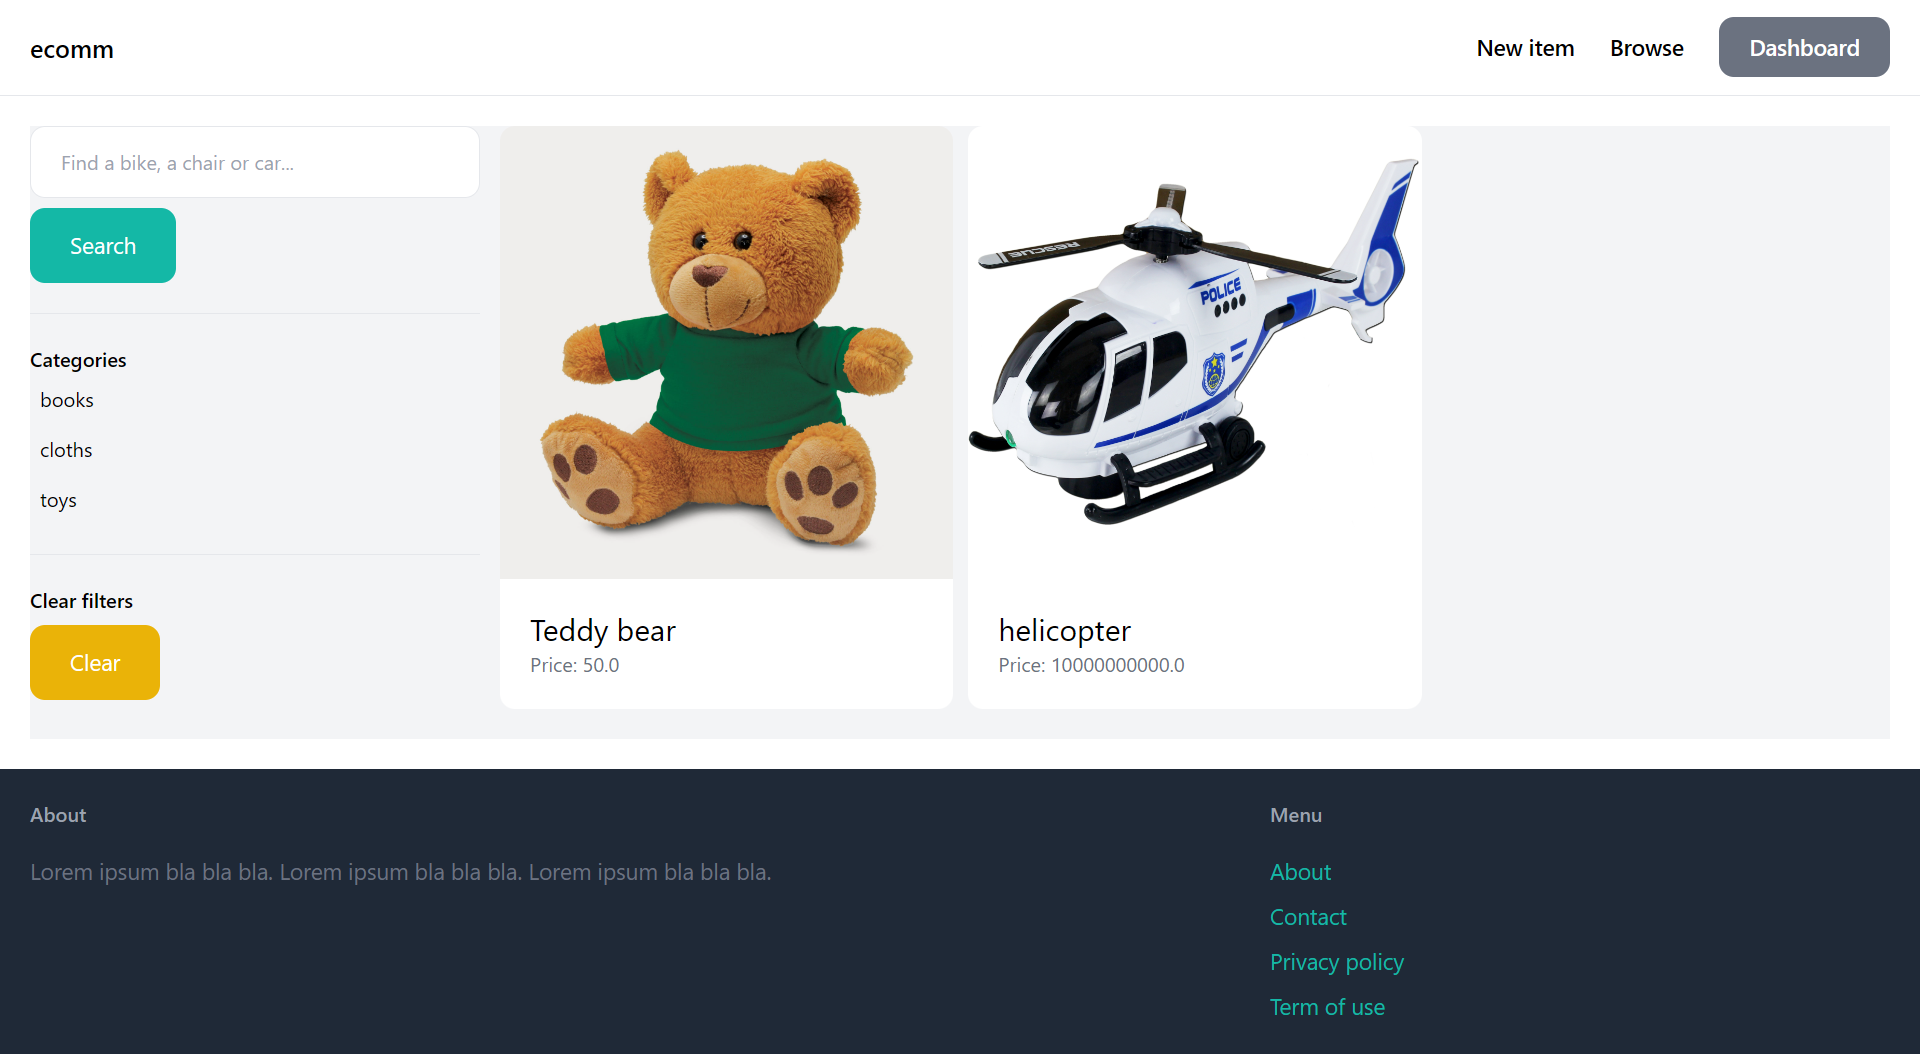 ecomm
New item
Browse
Dashboard
Find a bike, a chair or car...
Search
Categories
books
cloths
toys
Clear filters
Clear
RESCUE
POLICE
Teddy bear
Price: 50.0
helicopter
Price: 10000000000.0
About
Lorem ipsum bla bla bla. Lorem ipsum bla bla bla. Lorem ipsum bla bla bla.
Menu
About
Contact
Privacy policy
Term of use